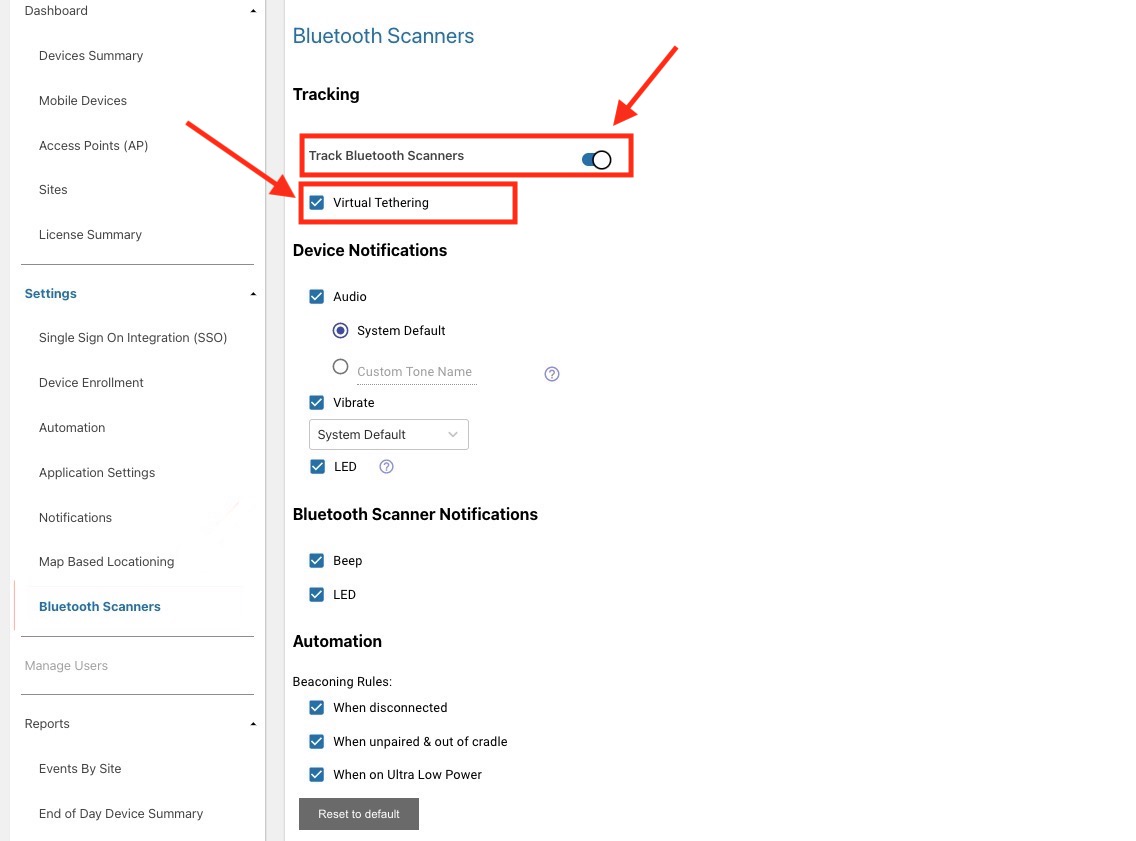 Dashboard
Devices Summary
Mobile Devices
Access Points (AP)
Sites
License Summary
Settings
Single Sign On Integration (SSO)
Device Enrollment
Automation
Application Settings
Notifications
Map Based Locationing
Bluetooth Scanners
Manage Users
Reports
Events By Site
End of Day Device Summary
Bluetooth Scanners
Tracking
Track Bluetooth Scanners
Virtual Tethering
Device Notifications
Audio
System Default
Custom Tone Name
?
Vibrate
System Default
LED ?
Bluetooth Scanner Notifications
Beep
LED
Automation
Beaconing Rules:
When disconnected
When unpaired & out of cradle
When on Ultra Low Power
Reset to default